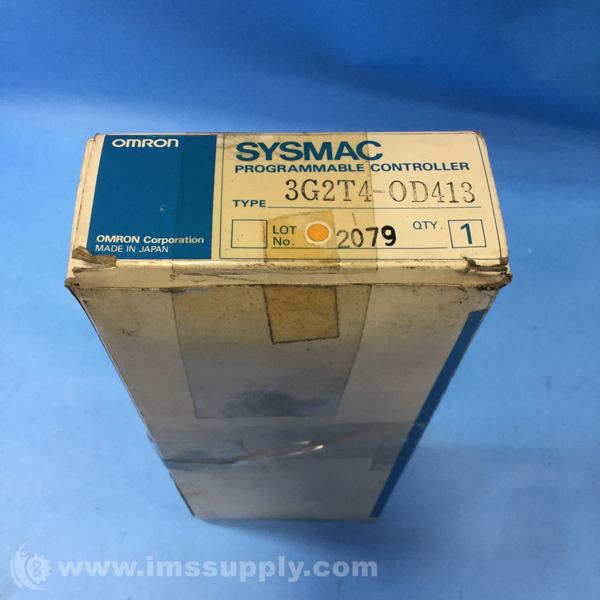 OMRON
SYSMAC
PROGRAMMABLE CONTROLLER
TYPE 3G2T4-OD413
LOT No. 2079 QTY. 1
OMRON Corporation
MADE IN JAPAN
www.imssupply.com